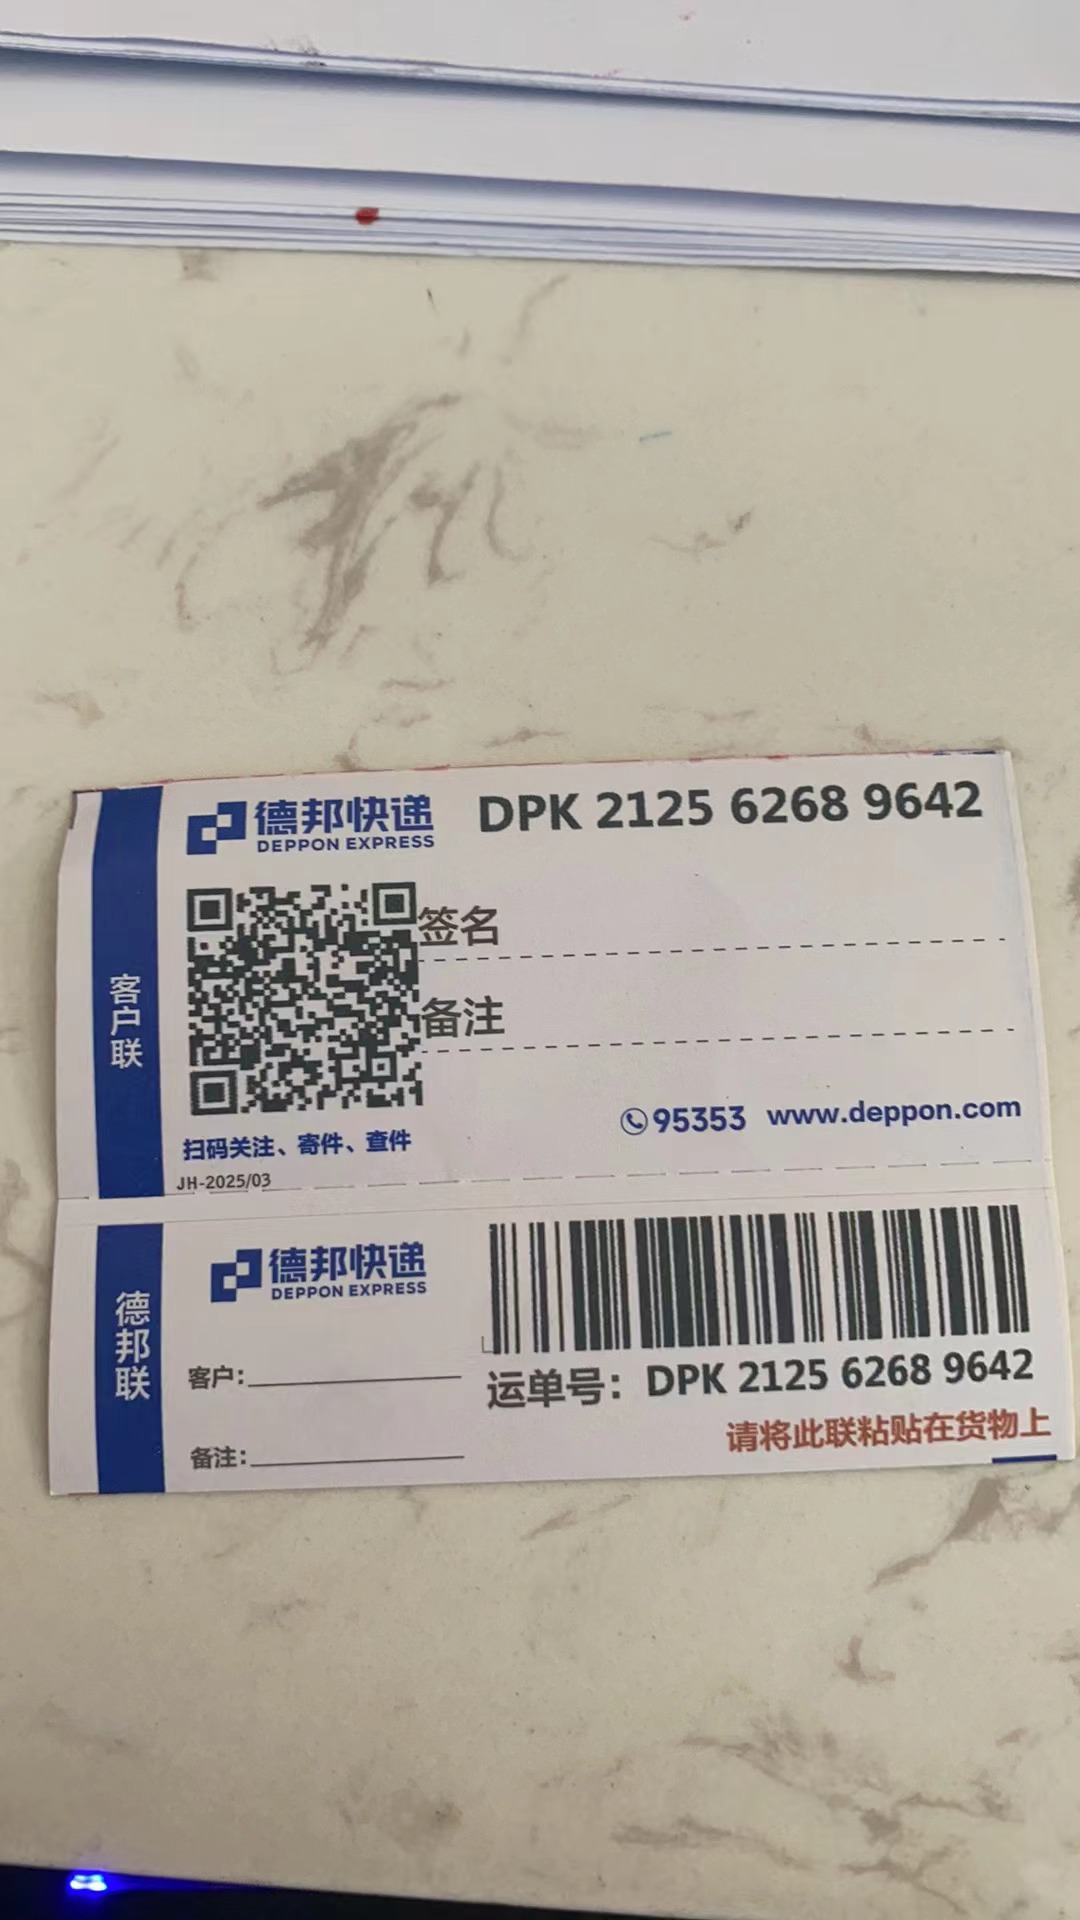 德邦快递 DPK 2125 6268 9642
DEPPON EXPRESS
签名
备注
客户联
95353 www.deppon.com
扫码关注、寄件、查件
JH-2025/03
德邦快递
DEPPON EXPRESS
德邦联
客户:
运单号：DPK 2125 6268 9642
请将此联粘贴在货物上
备注: